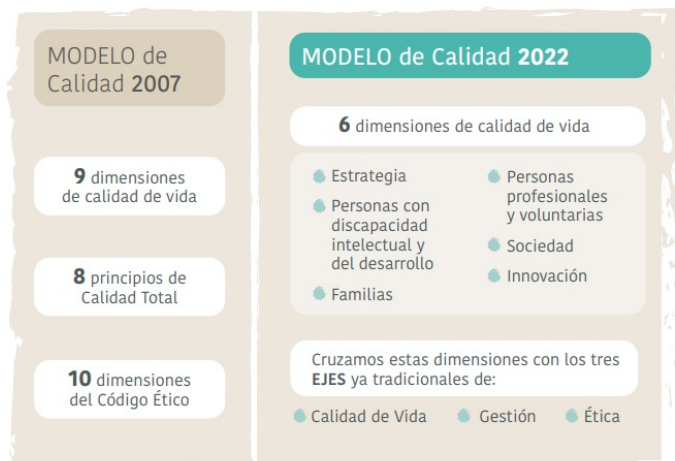 MODELO de
Calidad 2007
9 dimensiones
de calidad de vida
8 principios de
Calidad Total
10 dimensiones
del Código Ético
MODELO de Calidad 2022
6 dimensiones de calidad de vida
Estrategia
Personas con
discapacidad
intelectual y
del desarrollo
Familias
Personas
profesionales
y voluntarias
Sociedad
Innovación
Cruzamos estas dimensiones con los tres
EJES ya tradicionales de:
Calidad de Vida
Gestión
Ética